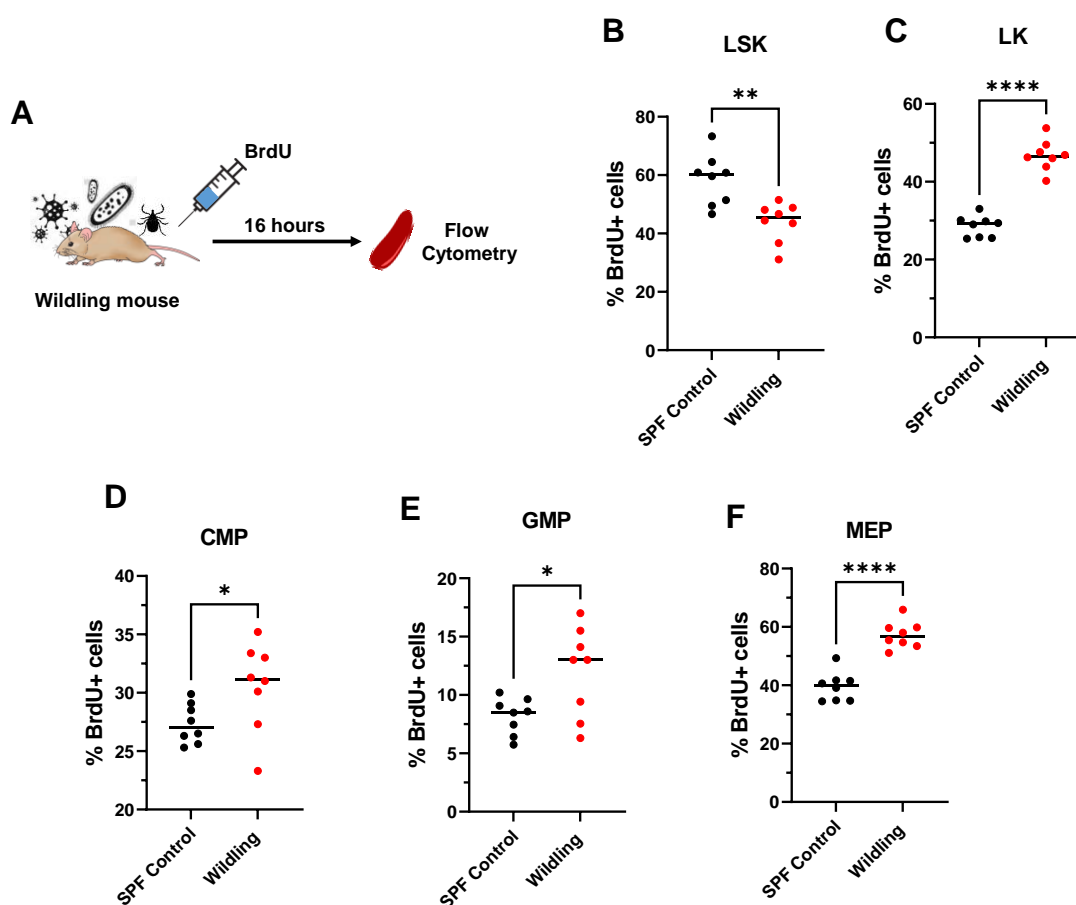 A
BrdU
16 hours
Flow
Cytometry
Wildling mouse
B
LSK
**
% BrdU+ cells
80
60
40
20
0
SPF Control
Wildling
C
LK
****
% BrdU+ cells
60
40
20
0
SPF Control
Wildling
D
CMP
*
% BrdU+ cells
40
35
30
25
20
SPF Control
Wildling
E
GMP
*
% BrdU+ cells
20
15
10
5
0
SPF Control
Wildling
F
MEP
****
% BrdU+ cells
80
60
40
20
0
SPF Control
Wildling